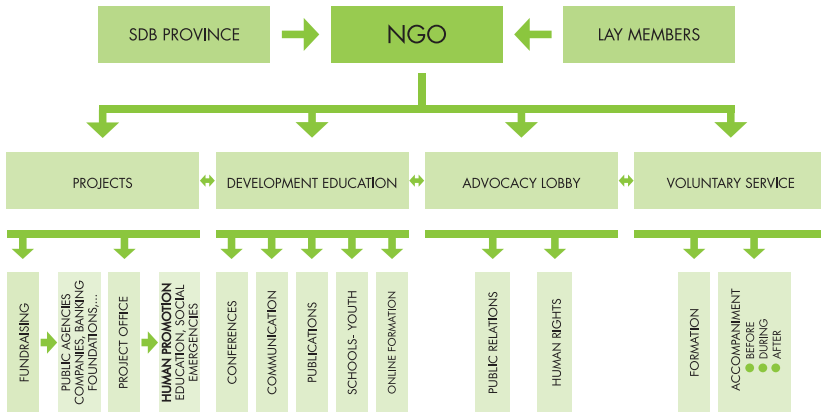 SDB PROVINCE
NGO
LAY MEMBERS
PROJECTS
DEVELOPMENT EDUCATION
ADVOCACY LOBBY
VOLUNTARY SERVICE
FUNDRAISING
PUBLIC AGENCIES
COMPANIES, BANKING
FOUNDATIONS,...
PROJECT OFFICE
HUMAN PROMOTION
EDUCATION, SOCIAL
EMERGENCIES
CONFERENCES
COMMUNICATION
PUBLICATIONS
SCHOOLS- YOUTH
ONLINE FORMATION
PUBLIC RELATIONS
HUMAN RIGHTS
FORMATION
ACCOMPANIMENT
BEFORE
DURING
AFTER